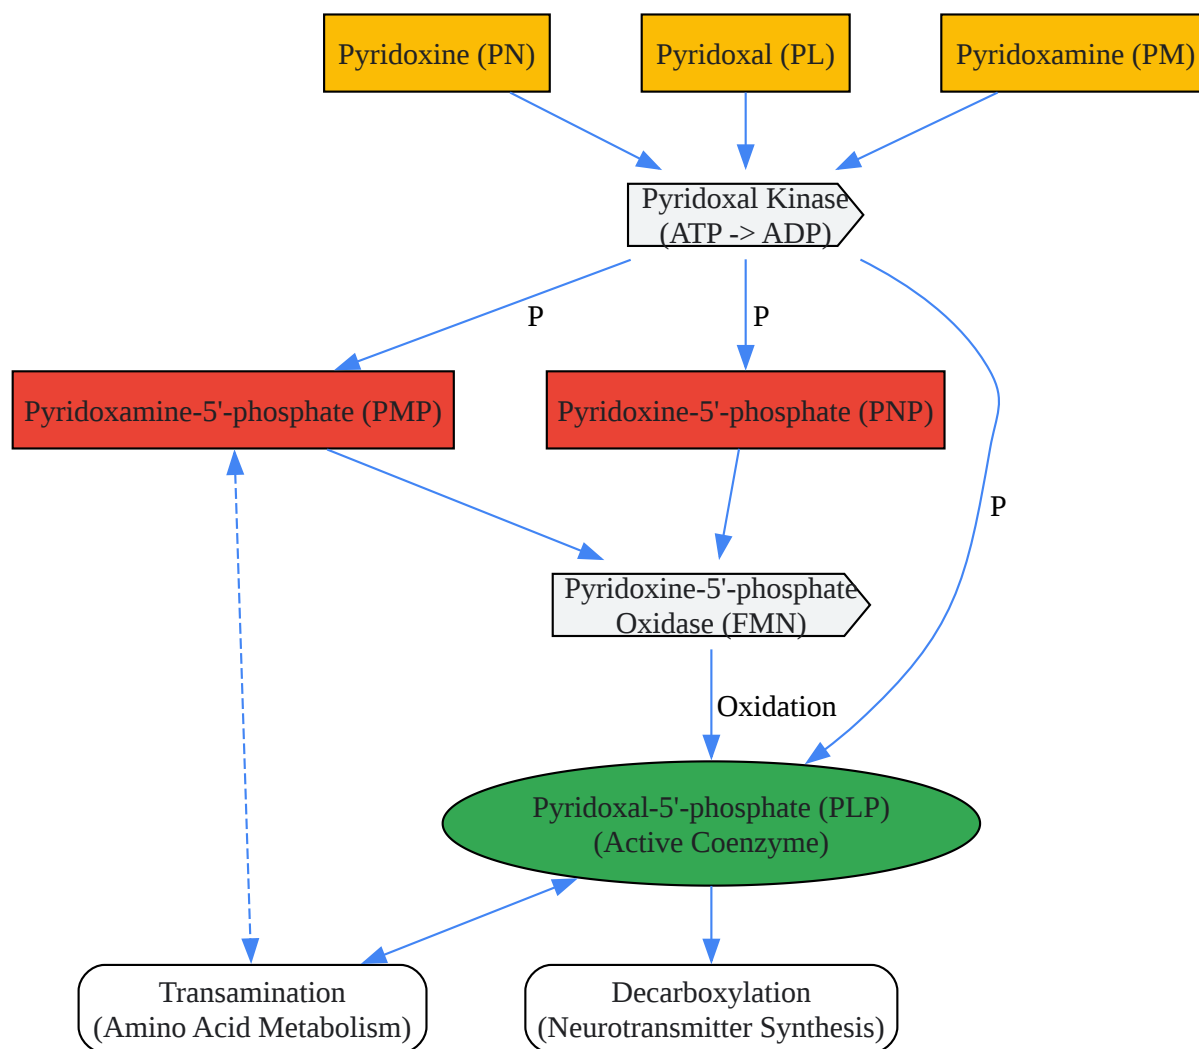 Pyridoxine (PN)
Pyridoxal (PL)
Pyridoxamine (PM)
Pyridoxal Kinase
(ATP -> ADP)
P
P
Pyridoxamine-5'-phosphate (PMP)
Pyridoxine-5'-phosphate (PNP)
P
Pyridoxine-5'-phosphate
Oxidase (FMN)
Oxidation
Pyridoxal-5'-phosphate (PLP)
(Active Coenzyme)
Transamination
(Amino Acid Metabolism)
Decarboxylation
(Neurotransmitter Synthesis)